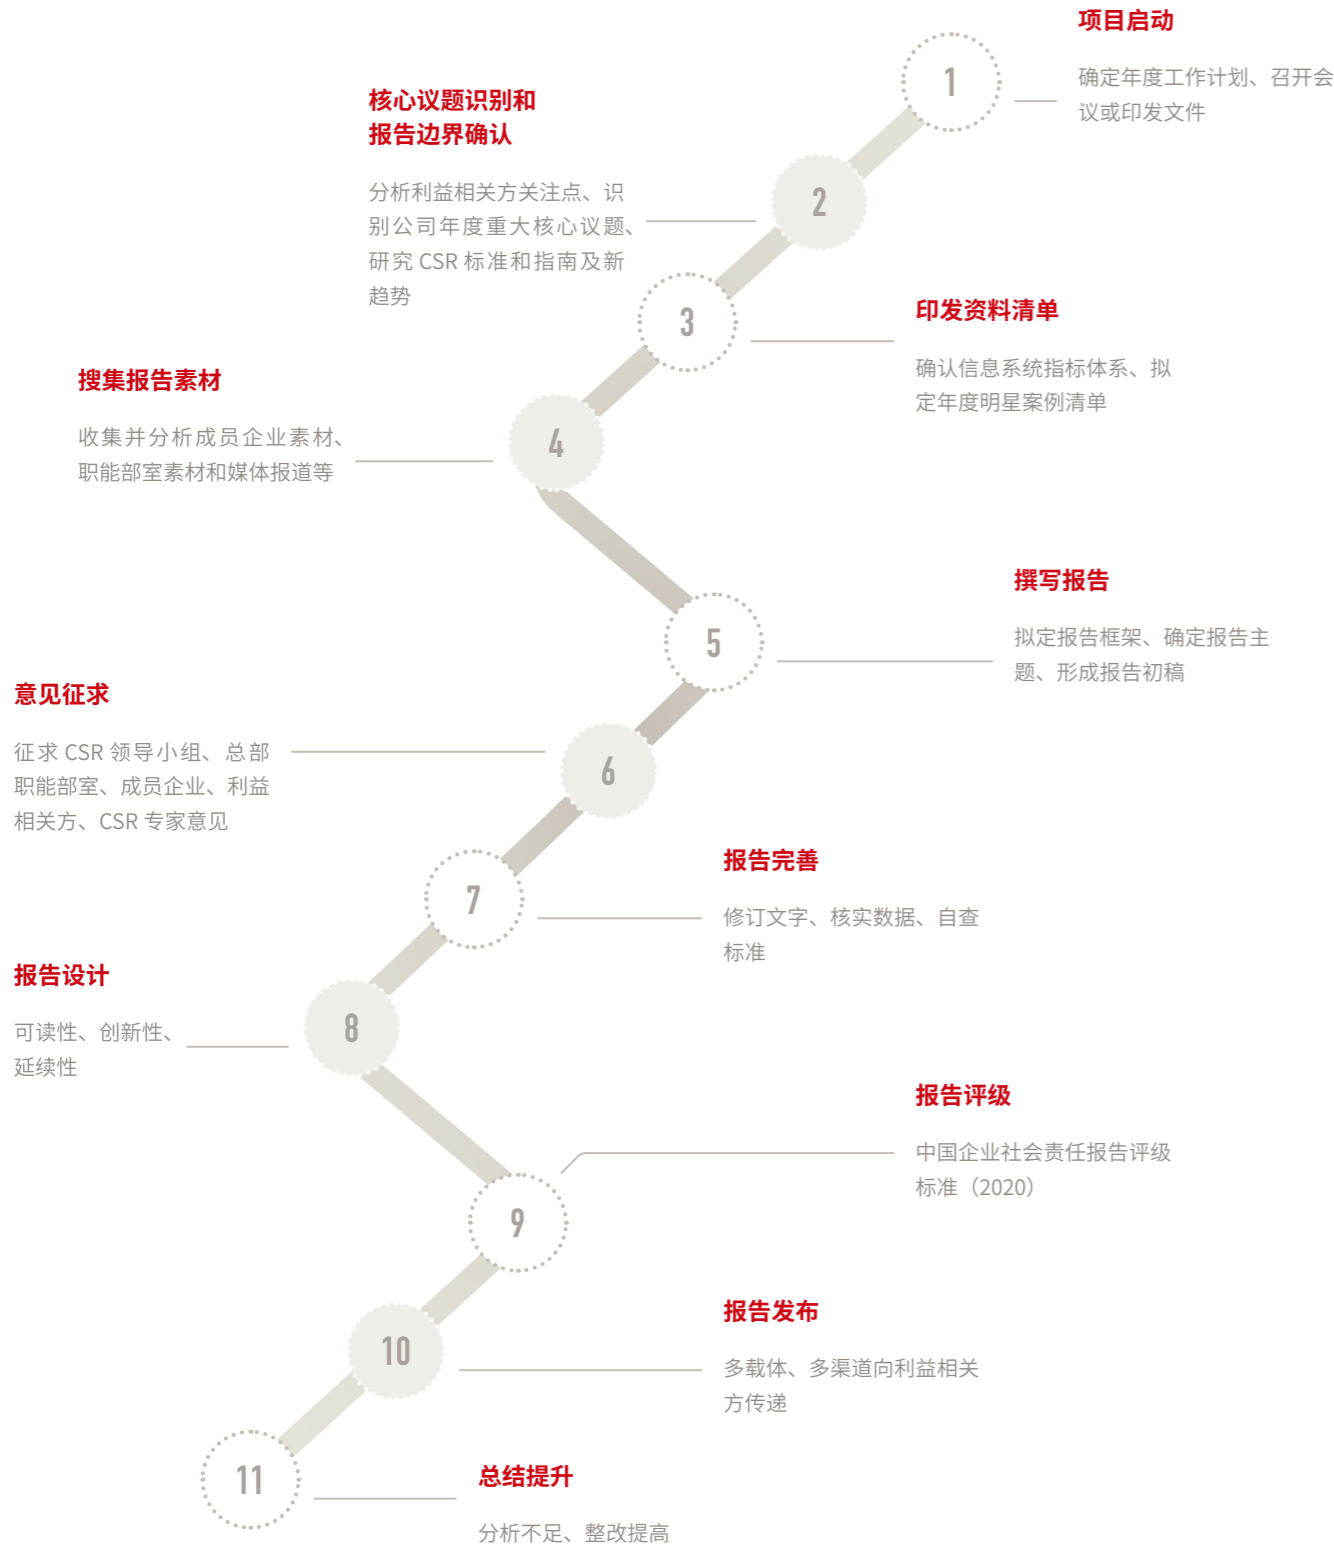 1
项目启动
确定年度工作计划、召开会
议或印发文件
2
核心议题识别和
报告边界确认
分析利益相关方关注点、识
别公司年度重大核心议题、
研究 CSR 标准和指南及新
趋势
3
印发资料清单
确认信息系统指标体系、拟
定年度明星案例清单
4
搜集报告素材
收集并分析成员企业素材、
职能部室素材和媒体报道等
5
撰写报告
拟定报告框架、确定报告主
题、形成报告初稿
6
意见征求
征求 CSR 领导小组、总部
职能部室、成员企业、利益
相关方、CSR 专家意见
7
报告完善
修订文字、核实数据、自查
标准
8
报告设计
可读性、创新性、
延续性
9
报告评级
中国企业社会责任报告评级
标准（2020）
10
报告发布
多载体、多渠道向利益相关
方传递
11
总结提升
分析不足、整改提高